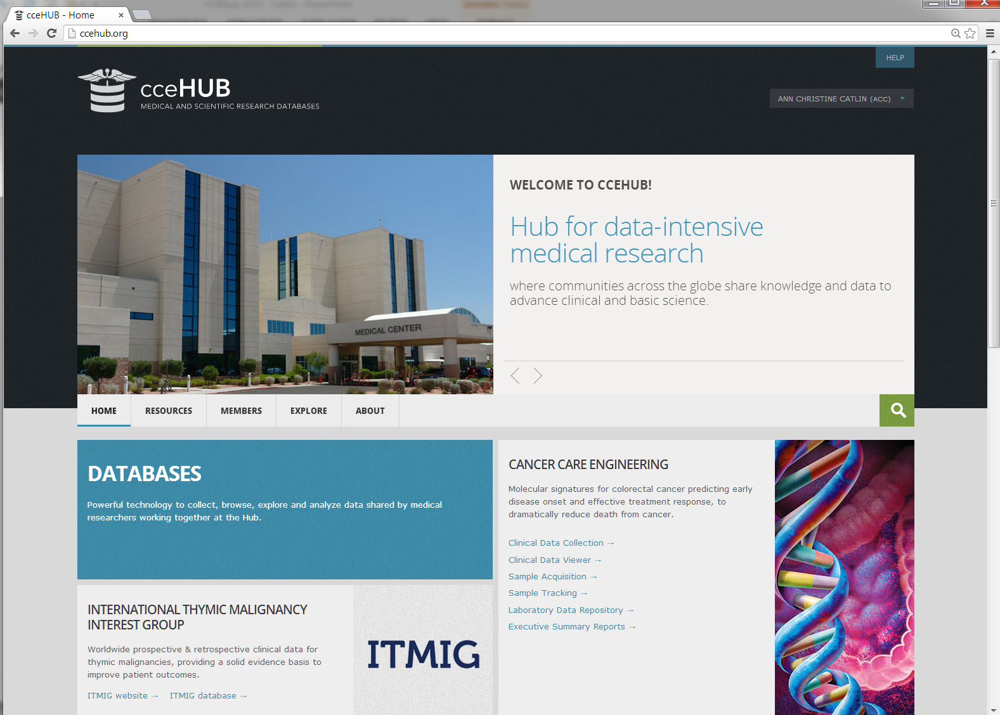 cceHUB - Home
ccehub.org
HELP
cceHUB
MEDICAL AND SCIENTIFIC RESEARCH DATABASES
ANN CHRISTINE CATLIN (ACC)
MEDICAL CENTER
WELCOME TO CCEHUB!
Hub for data-intensive
medical research
where communities across the globe share knowledge and data to
advance clinical and basic science.
HOME RESOURCES MEMBERS EXPLORE ABOUT
DATABASES
Powerful technology to collect, browse, explore and analyze data shared by medical
researchers working together at the Hub.
INTERNATIONAL THYMIC MALIGNANCY
INTEREST GROUP
Worldwide prospective & retrospective clinical data for
thymic malignancies, providing a solid evidence basis to
improve patient outcomes.
ITMIG website → ITMIG database →
ITMIG
CANCER CARE ENGINEERING
Molecular signatures for colorectal cancer predicting early
disease onset and effective treatment response, to
dramatically reduce death from cancer.
Clinical Data Collection →
Clinical Data Viewer →
Sample Acquisition →
Sample Tracking →
Laboratory Data Repository →
Executive Summary Reports →